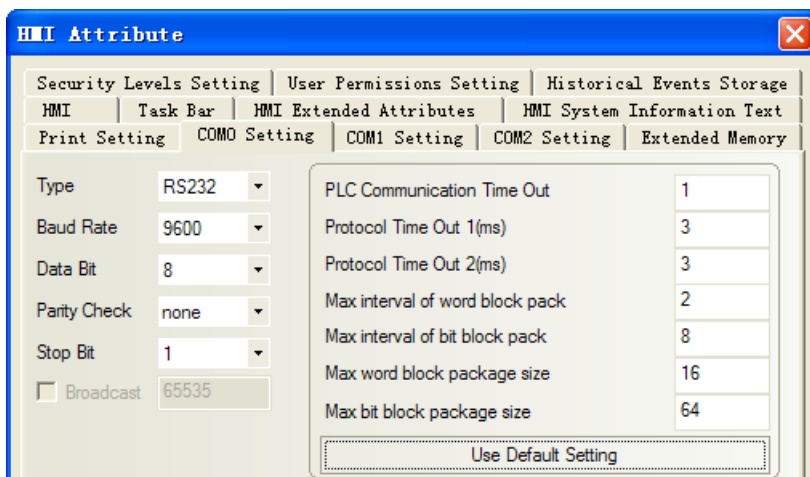 HMI Attribute
Security Levels Setting User Permissions Setting Historical Events Storage
HMI Task Bar HMI Extended Attributes HMI System Information Text
Print Setting COM0 Setting COM1 Setting COM2 Setting Extended Memory
Type RS232
Baud Rate 9600
Data Bit 8
Parity Check none
Stop Bit 1
Broadcast 65535
PLC Communication Time Out 1
Protocol Time Out 1(ms) 3
Protocol Time Out 2(ms) 3
Max interval of word block pack 2
Max interval of bit block pack 8
Max word block package size 16
Max bit block package size 64
Use Default Setting